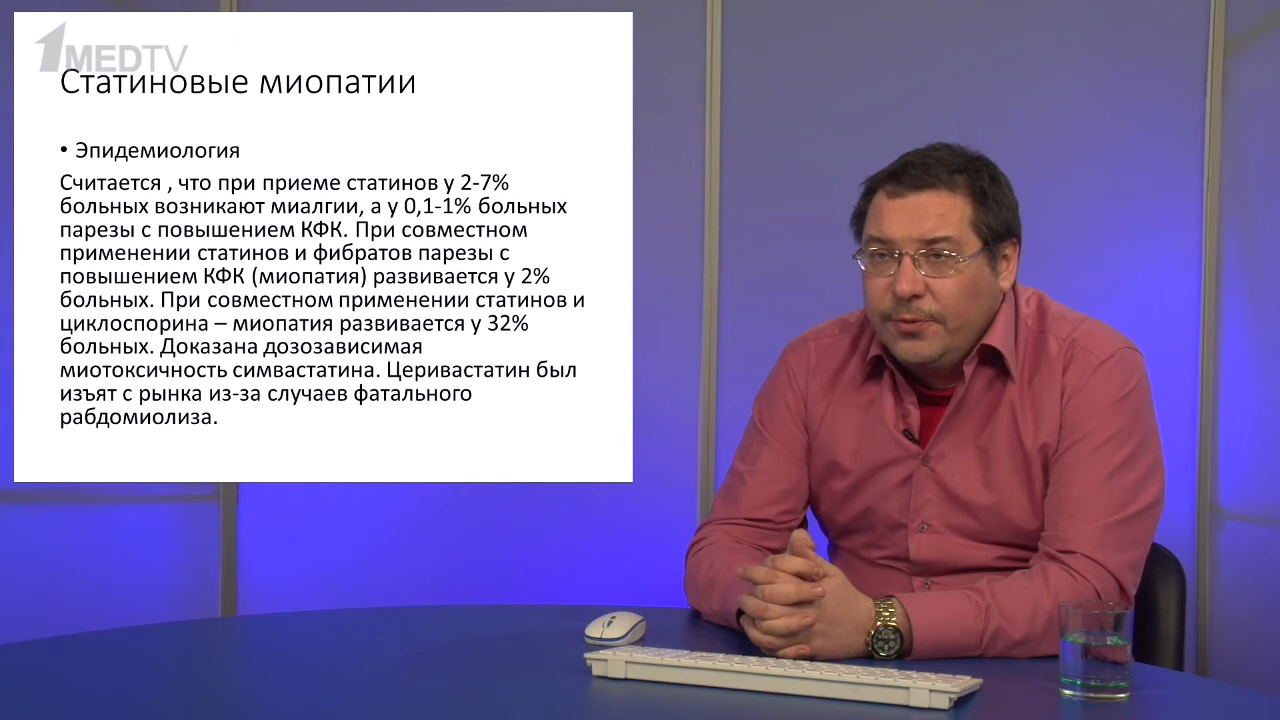 1MEDTV
Статиновые миопатии
• Эпидемиология
Считается , что при приеме статинов у 2-7%
больных возникают миалгии, а у 0,1-1% больных
парезы с повышением КФК. При совместном
применении статинов и фибратов парезы с
повышением КФК (миопатия) развивается у 2%
больных. При совместном применении статинов и
циклоспорина – миопатия развивается у 32%
больных. Доказана дозозависимая
миотоксичность симвастатина. Церивастатин был
изъят с рынка из-за случаев фатального
рабдомиолиза.